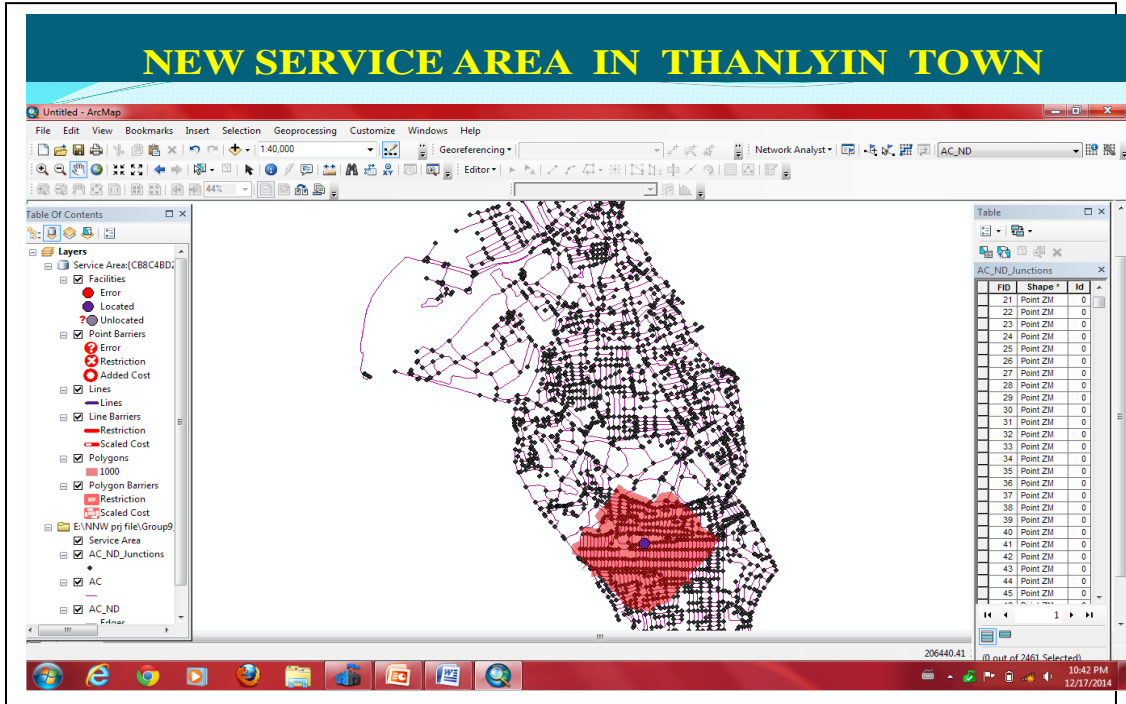 NEW SERVICE AREA IN THANLYIN TOWN
Untitled - ArcMap
File Edit View Bookmarks Insert Selection Geoprocessing Customize Windows Help
1:40,000 Georeferencing Network Analyst AC_ND
Editor
44%
Table Of Contents
Layers
Service Area:{CB8C4BD2
Facilities
Error
Located
? Unlocated
Point Barriers
Error
Restriction
Added Cost
Lines
Lines
Line Barriers
Restriction
Scaled Cost
Polygons
1000
Polygon Barriers
Restriction
Scaled Cost
E:\NNW prj file\Group9
Service Area
AC_ND_Junctions
AC
AC_ND
Edges
Table
AC_ND_Junctions
FID Shape * Id
21 Point ZM 0
22 Point ZM 0
23 Point ZM 0
24 Point ZM 0
25 Point ZM 0
26 Point ZM 0
27 Point ZM 0
28 Point ZM 0
29 Point ZM 0
30 Point ZM 0
31 Point ZM 0
32 Point ZM 0
33 Point ZM 0
34 Point ZM 0
35 Point ZM 0
36 Point ZM 0
37 Point ZM 0
38 Point ZM 0
39 Point ZM 0
40 Point ZM 0
41 Point ZM 0
42 Point ZM 0
43 Point ZM 0
44 Point ZM 0
45 Point ZM 0
1
(0 out of 2461 Selected)
206440.41
10:42 PM
12/17/2014